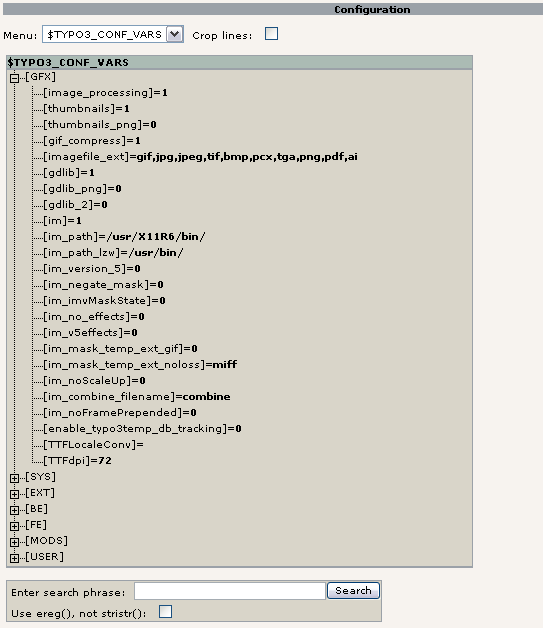 Configuration
Menu: $TYPO3_CONF_VARS Crop lines:
$TYPO3_CONF_VARS
[GFX]
[image_processing]=1
[thumbnails]=1
[thumbnails_png]=0
[gif_compress]=1
[imagefile_ext]=gif,jpg,jpeg,tif,bmp,pcx,tga,png,pdf,ai
[gdlib]=1
[gdlib_png]=0
[gdlib_2]=0
[im]=1
[im_path]=/usr/X11R6/bin/
[im_path_lzw]=/usr/bin/
[im_version_5]=0
[im_negate_mask]=0
[im_imvMaskState]=0
[im_no_effects]=0
[im_v5effects]=0
[im_mask_temp_ext_gif]=0
[im_mask_temp_ext_noloss]=miff
[im_noScaleUp]=0
[im_combine_filename]=combine
[im_noFramePrepended]=0
[enable_typo3temp_db_tracking]=0
[TTFLocaleConv]=
[TTFdpi]=72
[SYS]
[EXT]
[BE]
[FE]
[MODS]
[USER]
Enter search phrase: Search
Use ereg(), not stristr():